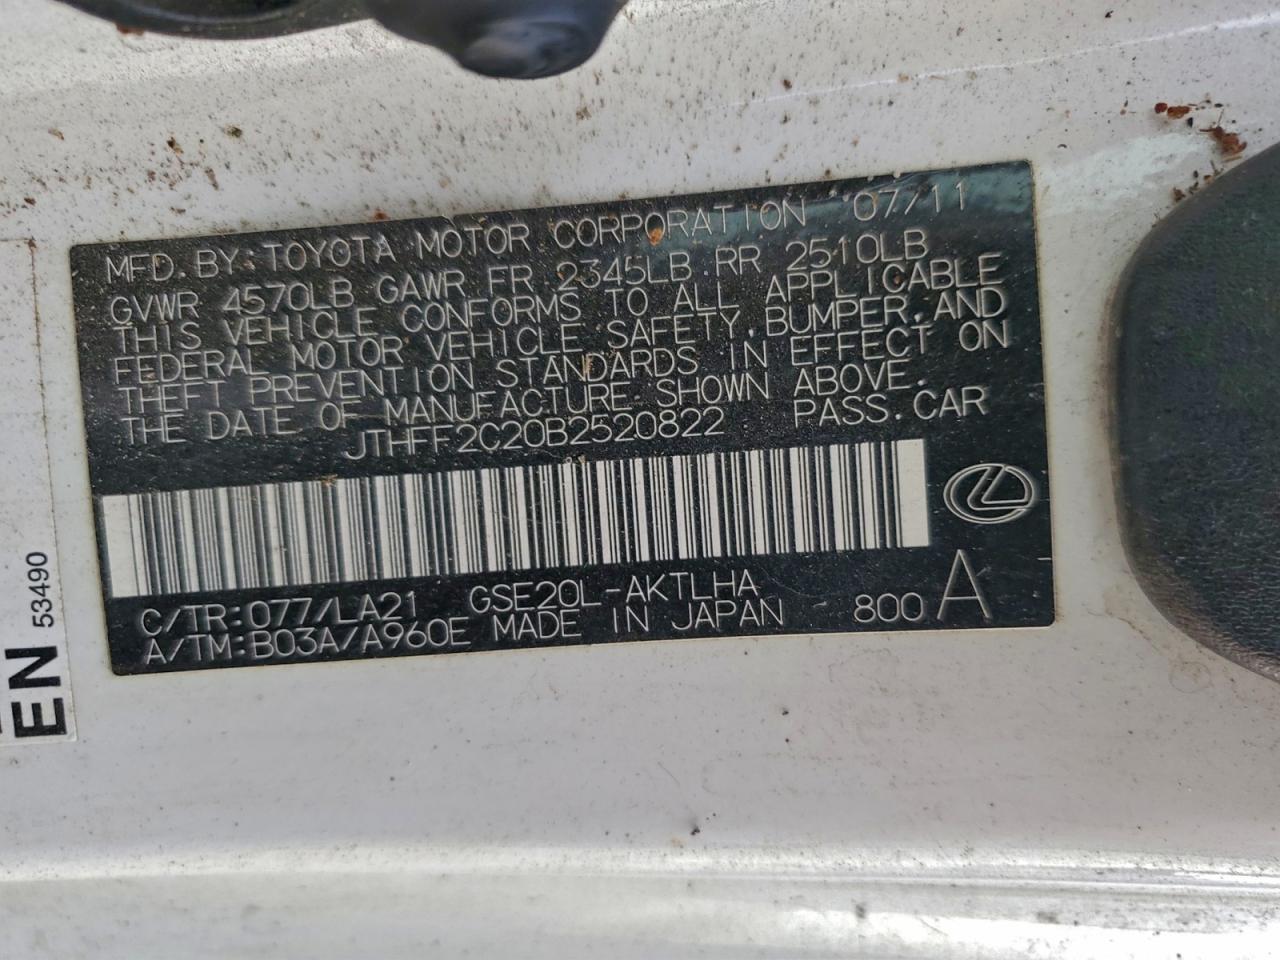 MFD. BY: TOYOTA MOTOR CORPORATION 07/11
GVWR 4570LB GAWR FR 2345LB RR 2510LB
THIS VEHICLE CONFORMS TO ALL APPLICABLE
FEDERAL MOTOR VEHICLE SAFETY, BUMPER, AND
THEFT PREVENTION STANDARDS IN EFFECT ON
THE DATE OF MANUFACTURE SHOWN ABOVE.
JTHFF2C20B2520822 PASS. CAR
C/TR:077/LA21 GSE20L-AKTLHA
A/TM:B03A/A960E MADE IN JAPAN 800 A
EN 53490